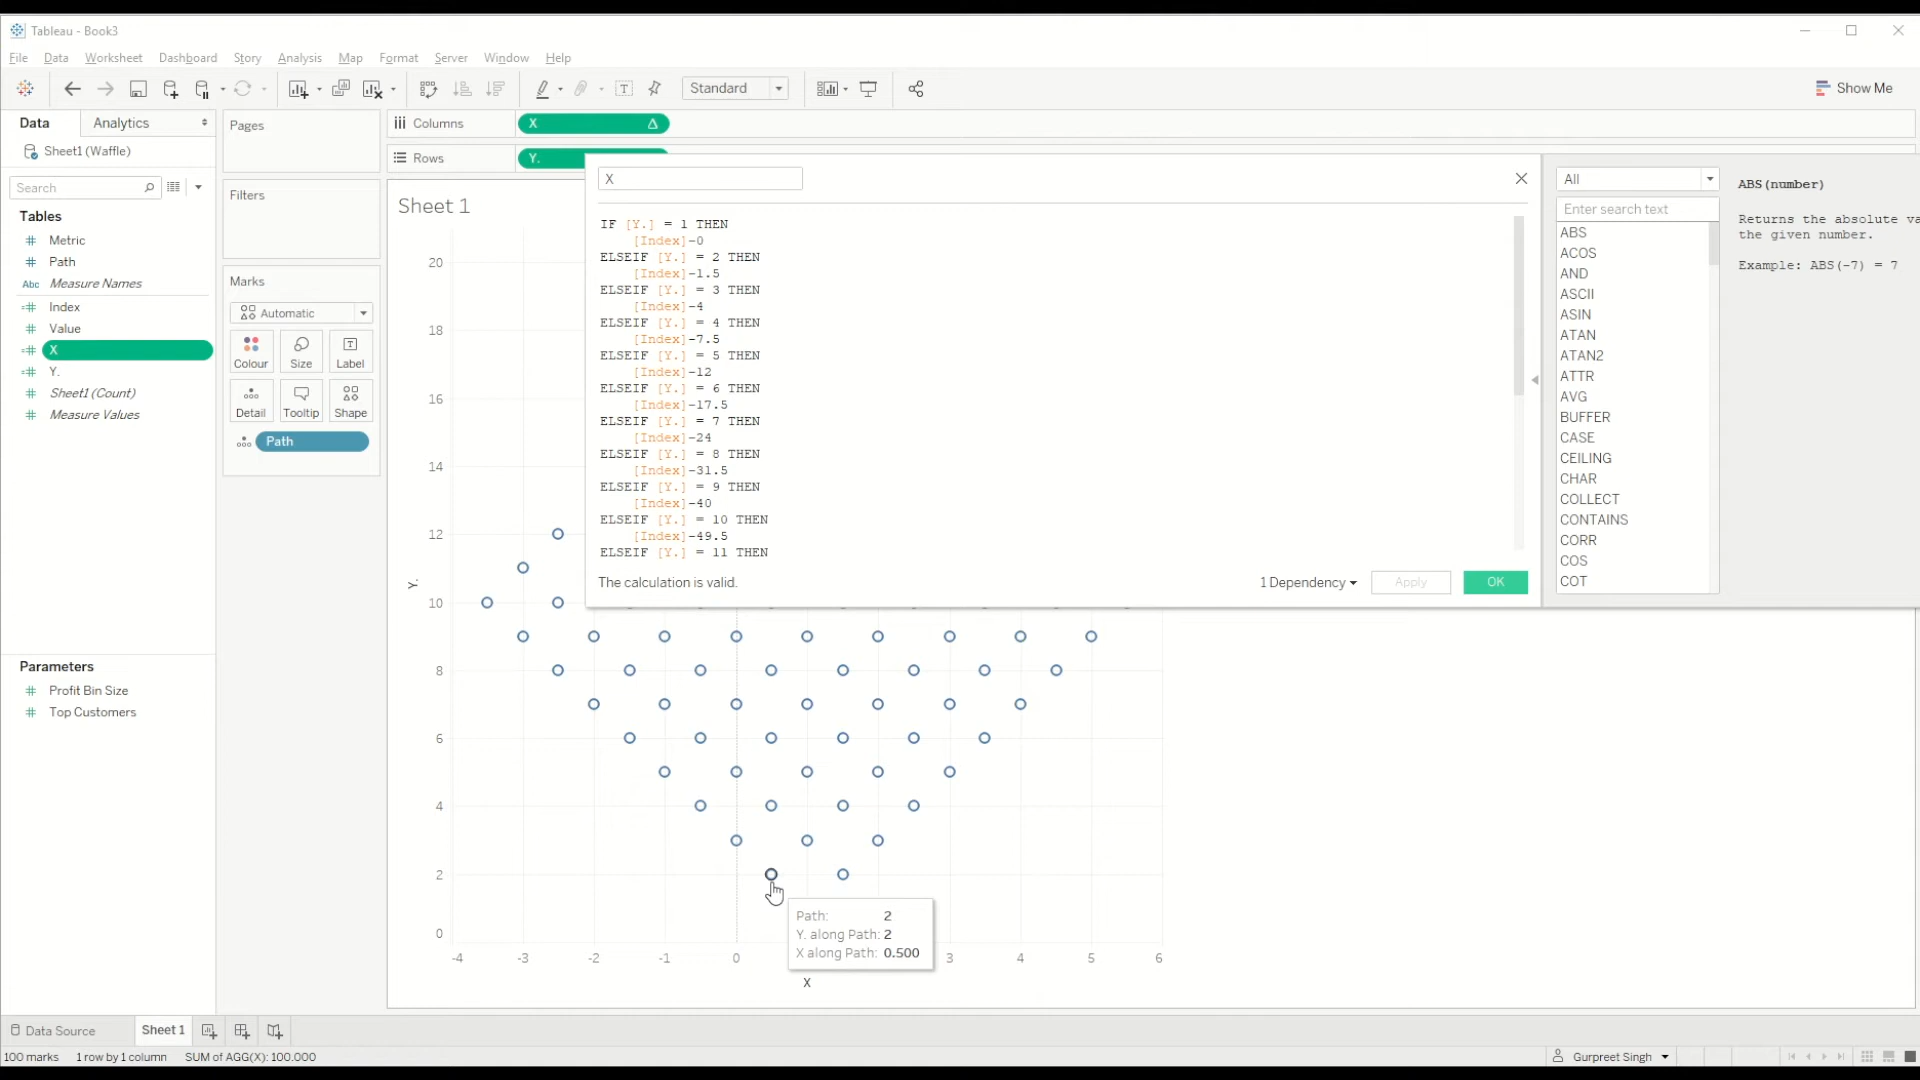 Tableau - Book3
File Data Worksheet Dashboard Story Analysis Map Format Server Window Help
Standard
Show Me
Data Analytics
Sheet1 (Waffle)
Search
Tables
Metric
Path
Abc Measure Names
Index
Value
X
Y.
Sheet1 (Count)
Measure Values
Parameters
Profit Bin Size
Top Customers
Pages
Filters
Marks
Automatic
Colour Size Label
Detail Tooltip Shape
Path
Columns X
Rows Y.
Sheet 1
X
IF [Y.] = 1 THEN
[Index]-0
ELSEIF [Y.] = 2 THEN
[Index]-1.5
ELSEIF [Y.] = 3 THEN
[Index]-4
ELSEIF [Y.] = 4 THEN
[Index]-7.5
ELSEIF [Y.] = 5 THEN
[Index]-12
ELSEIF [Y.] = 6 THEN
[Index]-17.5
ELSEIF [Y.] = 7 THEN
[Index]-24
ELSEIF [Y.] = 8 THEN
[Index]-31.5
ELSEIF [Y.] = 9 THEN
[Index]-40
ELSEIF [Y.] = 10 THEN
[Index]-49.5
ELSEIF [Y.] = 11 THEN
The calculation is valid.
1 Dependency
Apply
OK
All
Enter search text
ABS
ACOS
AND
ASCII
ASIN
ATAN
ATAN2
ATTR
AVG
BUFFER
CASE
CEILING
CHAR
COLLECT
CONTAINS
CORR
COS
COT
ABS(number)
Returns the absolute va
the given number.
Example: ABS(-7) = 7
20
18
16
14
12
10
8
6
4
2
0
Y.
-4 -3 -2 -1 0 3 4 5 6
X
Path: 2
Y. along Path: 2
X along Path: 0.500
Data Source Sheet 1
100 marks 1 row by 1 column SUM of AGG(X): 100.000
Gurpreet Singh